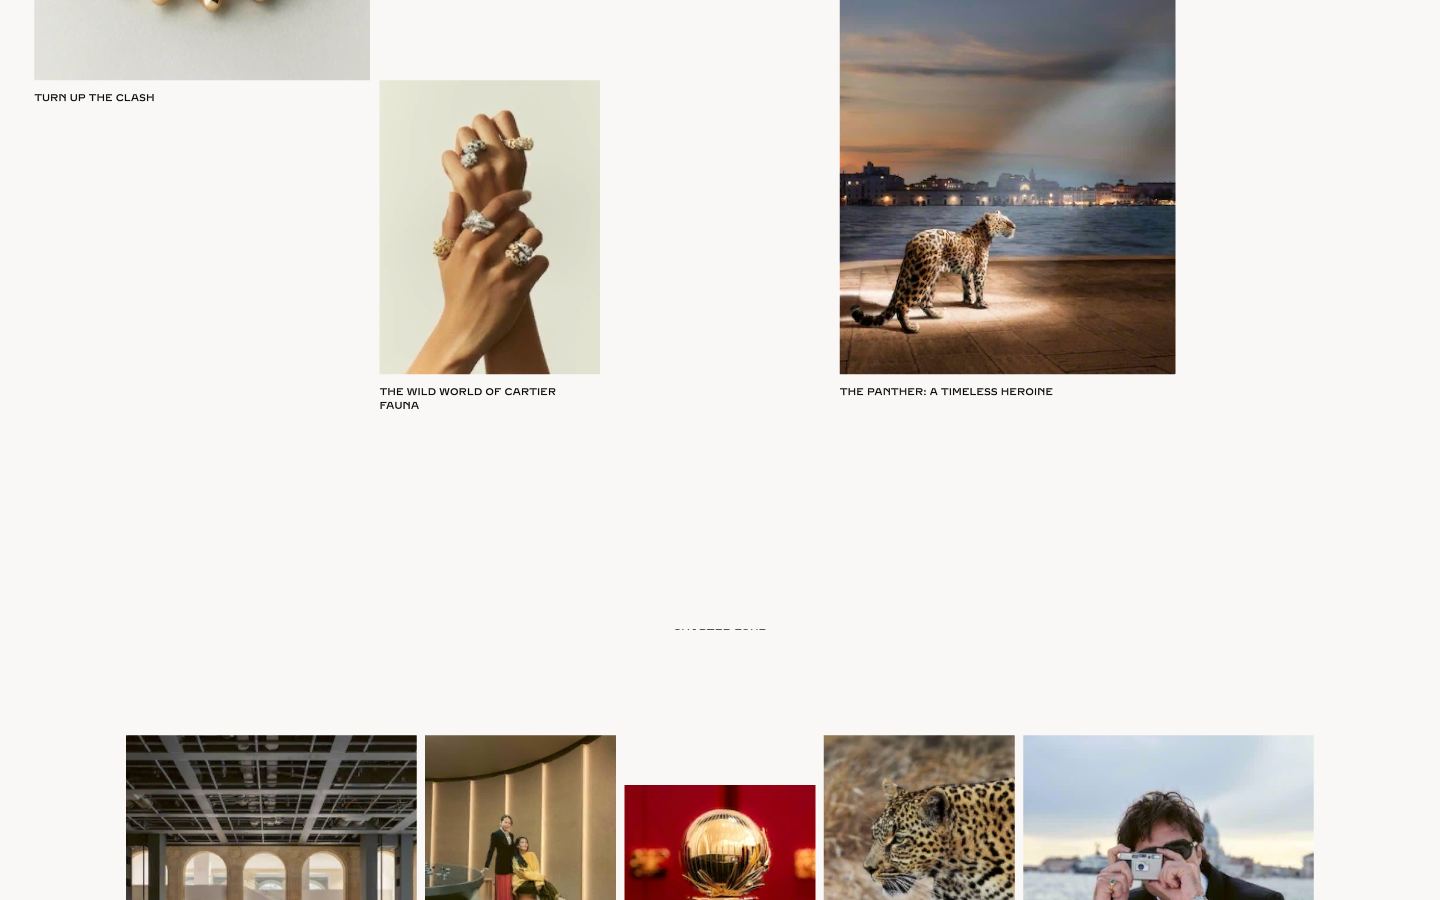 TURN UP THE CLASH
THE WILD WORLD OF CARTIER
FAUNA
THE PANTHER: A TIMELESS HEROINE